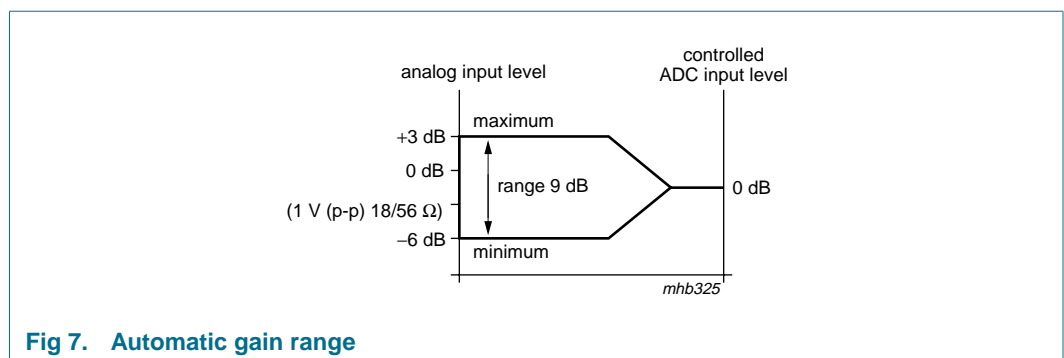 analog input level
controlled
ADC input level
maximum
+3 dB
0 dB
range 9 dB
0 dB
(1 V (p-p) 18/56 Ω)
−6 dB
minimum
mhb325
Fig 7. Automatic gain range